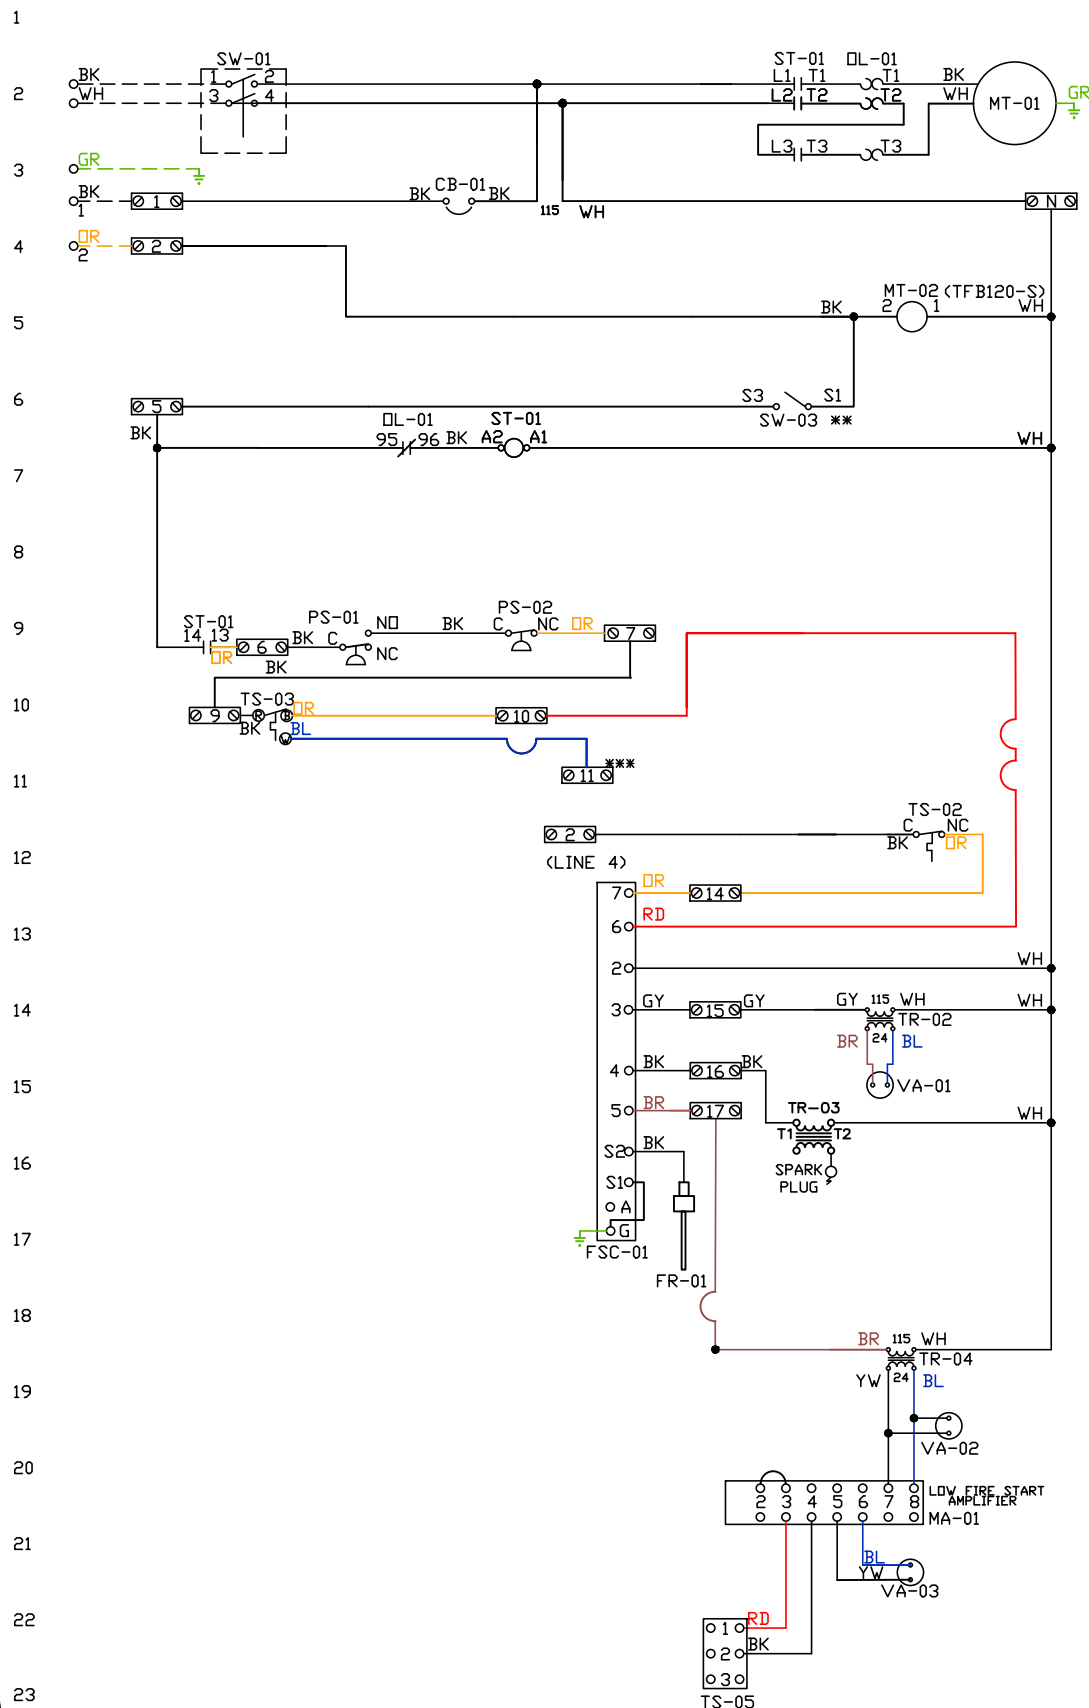 1
SW-01 ST-01 OL-01
BK 1 2 L1 T1 T1 BK
2 WH 3 4 L2 T2 T2 WH MT-01 GR
L3 T3 T3
3 GR
BK 1 1 BK CB-01 BK 115 WH N
4 OR 2 2
MT-02 (TFB120-S)
5 BK 2 1 WH
6 5 S3 S1
SW-03 **
BK OL-01 ST-01
95 96 BK A2 A1 WH
7
8
9 ST-01 PS-01 NO BK PS-02
14 13 OR 6 BK C NC C NC OR 7
BK
10 9 BK TS-03 R B OR 10
W BL
11 11 ***
TS-02
2 BK C NC OR
12 (LINE 4)
7 OR 14
13 6 RD
2 WH
14 3 GY 15 GY GY 115 WH WH
TR-02
24
BR BL
15 4 BK 16 BK VA-01
5 BR 17 TR-03 WH
T1 T2
16 S2 BK SPARK
PLUG
S1
A
17 G
FSC-01
FR-01
18
BR 115 WH
TR-04
19 YW 24 BL
VA-02
20
LOW FIRE START
AMPLIFIER
2 3 4 5 6 7 8
MA-01
21
BL
YW
VA-03
22 RD
1
2 BK
3
23 TS-05